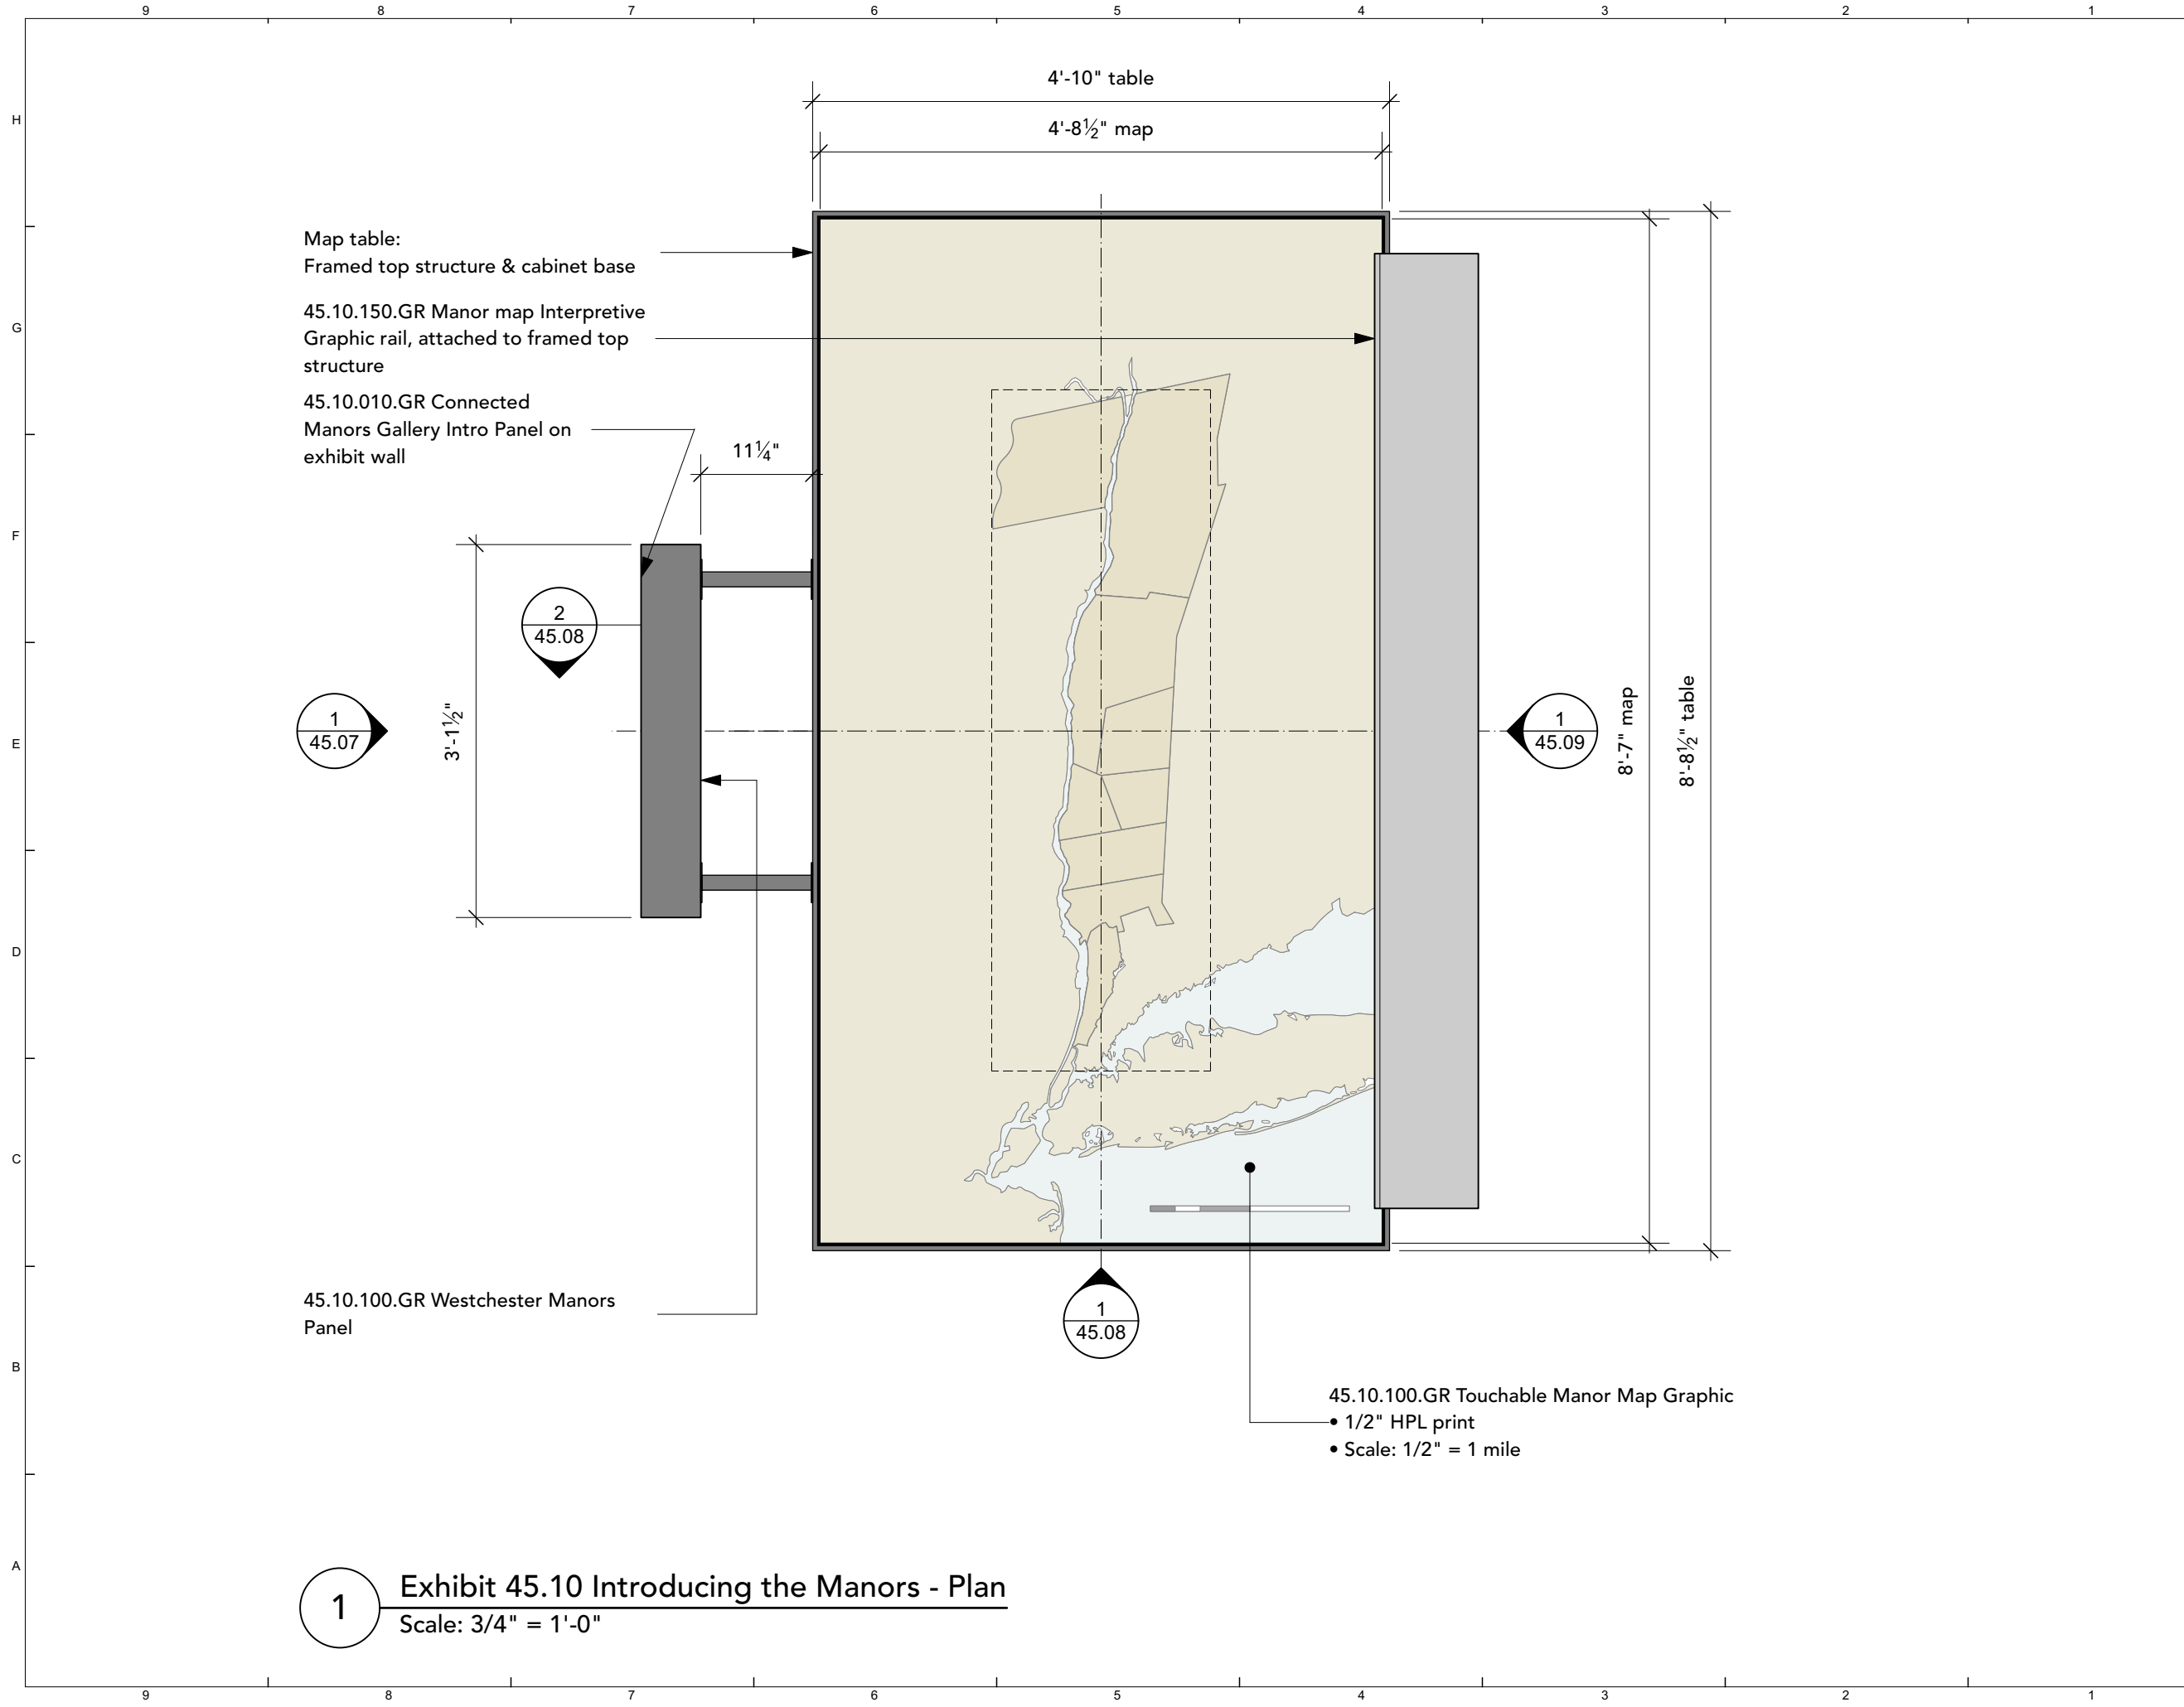 9 8 7 6 5 4 3 2 1
H
G
F
E
D
C
B
A
4'-10" table
4'-8½" map
Map table:
Framed top structure & cabinet base
45.10.150.GR Manor map Interpretive
Graphic rail, attached to framed top
structure
45.10.010.GR Connected
Manors Gallery Intro Panel on
exhibit wall
11¼"
2
45.08
1
45.07
3'-1½"
1
45.09
8'-7" map
8'-8½" table
45.10.100.GR Westchester Manors
Panel
1
45.08
45.10.100.GR Touchable Manor Map Graphic
• 1/2" HPL print
• Scale: 1/2" = 1 mile
1
Exhibit 45.10 Introducing the Manors - Plan
Scale: 3/4" = 1'-0"
9 8 7 6 5 4 3 2 1